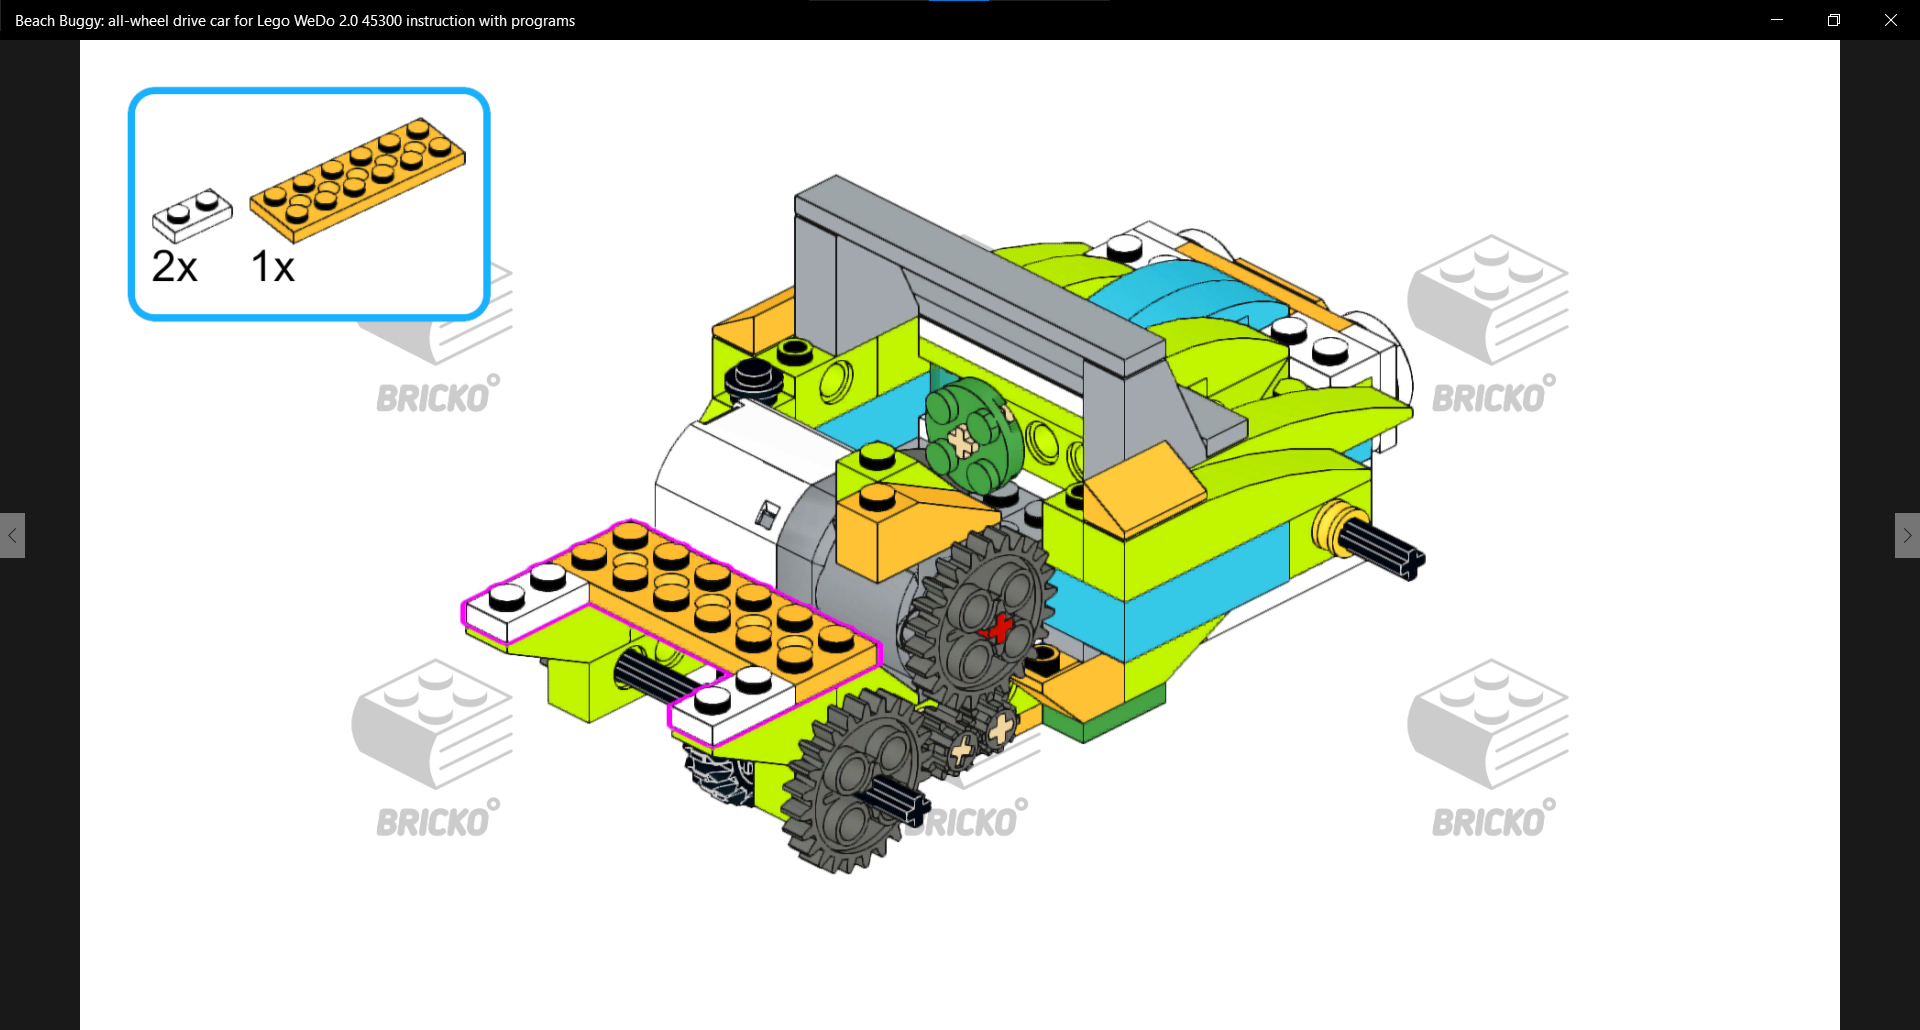 Beach Buggy: all-wheel drive car for Lego WeDo 2.0 45300 instruction with programs
2x 1x
BRICKO
BRICKO
BRICKO
BRICKO
BRICKO